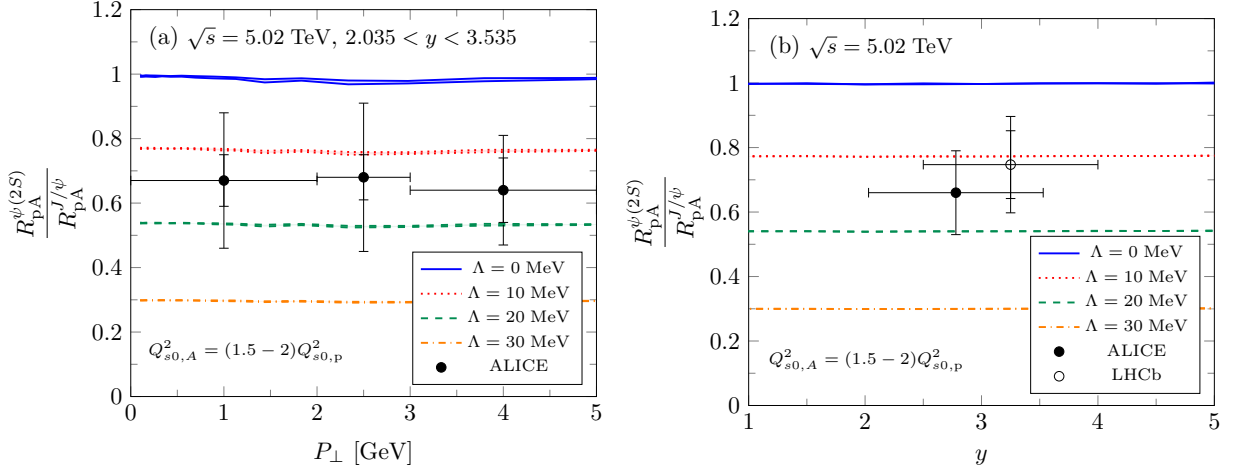 (a) √s = 5.02 TeV, 2.035 < y < 3.535
1.2
1
0.8
0.6
0.4
0.2
0
R_pA^ψ(2S) / R_pA^J/ψ
Λ = 0 MeV
Λ = 10 MeV
Λ = 20 MeV
Λ = 30 MeV
ALICE
Q²_s0,A = (1.5 − 2)Q²_s0,p
0 1 2 3 4 5
P⊥ [GeV]
(b) √s = 5.02 TeV
1.2
1
0.8
0.6
0.4
0.2
0
R_pA^ψ(2S) / R_pA^J/ψ
Λ = 0 MeV
Λ = 10 MeV
Λ = 20 MeV
Λ = 30 MeV
ALICE
LHCb
Q²_s0,A = (1.5 − 2)Q²_s0,p
1 2 3 4 5
y